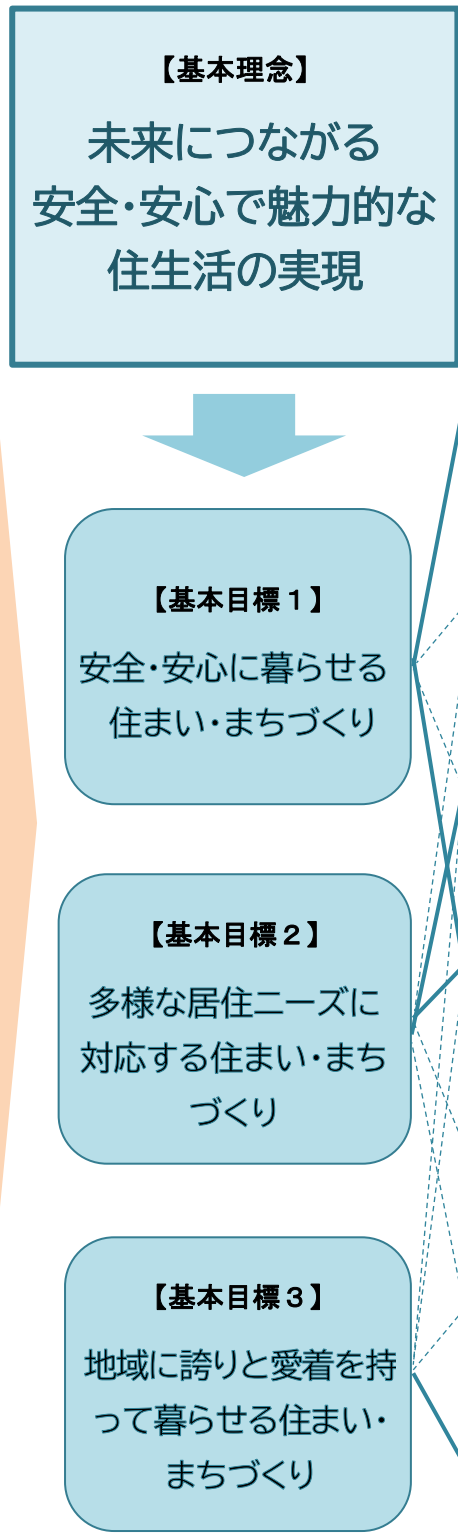 【基本理念】
未来につながる
安全・安心で魅力的な
住生活の実現
【基本目標１】
安全・安心に暮らせる
住まい・まちづくり
【基本目標２】
多様な居住ニーズに
対応する住まい・まち
づくり
【基本目標３】
地域に誇りと愛着を持
って暮らせる住まい・
まちづくり